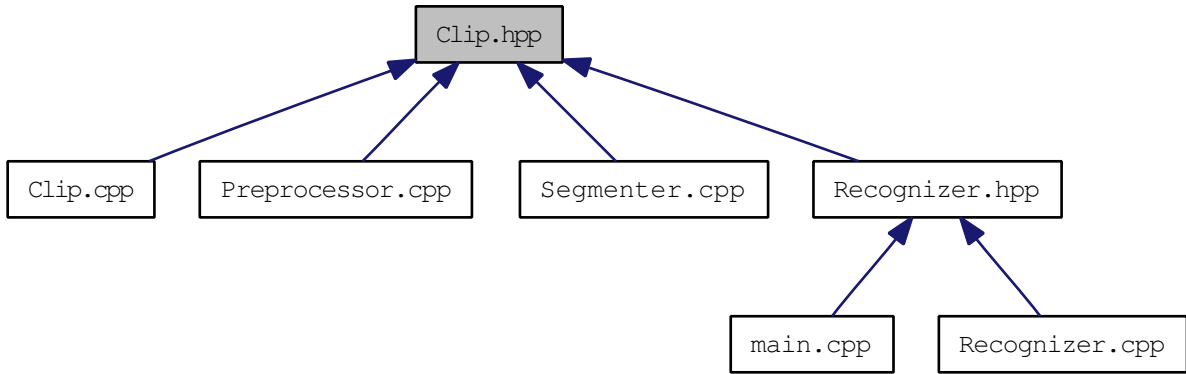 Clip.hpp
Clip.cpp
Preprocessor.cpp
Segmenter.cpp
Recognizer.hpp
main.cpp
Recognizer.cpp